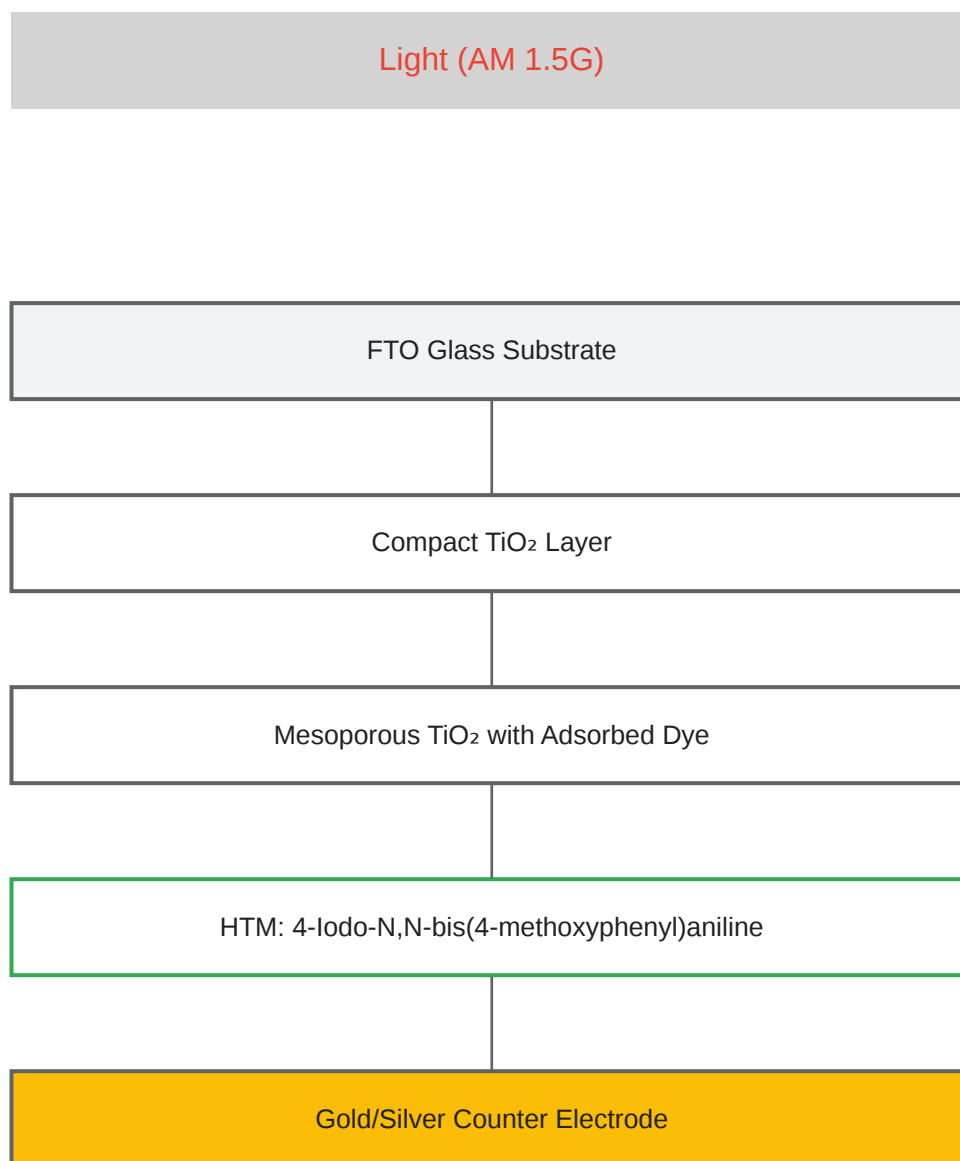 Light (AM 1.5G)
FTO Glass Substrate
Compact TiO₂ Layer
Mesoporous TiO₂ with Adsorbed Dye
HTM: 4-Iodo-N,N-bis(4-methoxyphenyl)aniline
Gold/Silver Counter Electrode